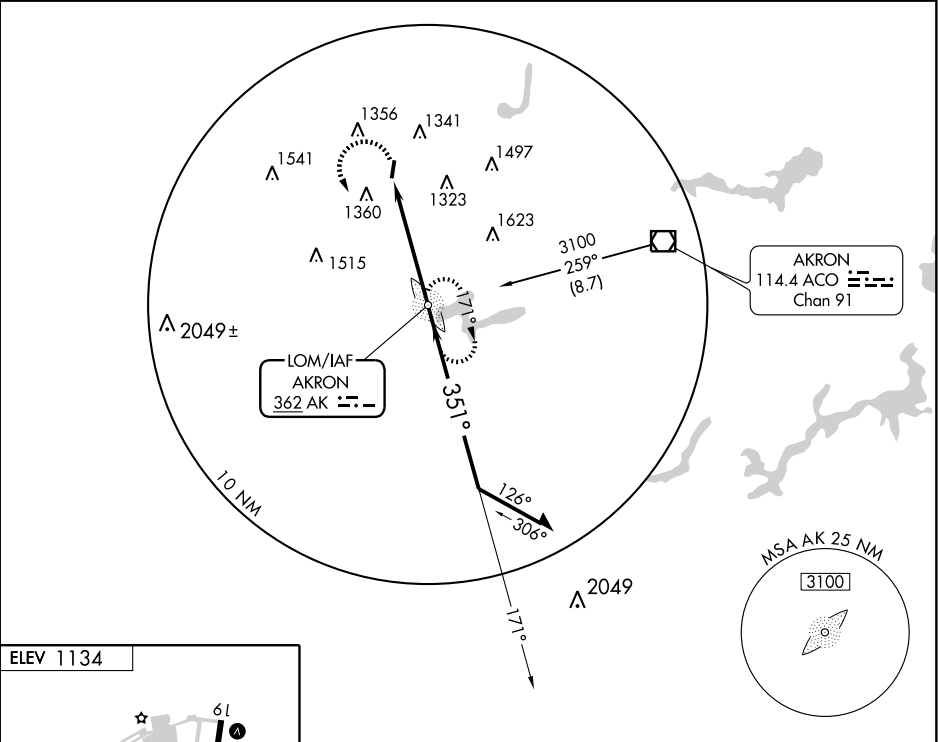 1356
1341
1541
1497
1323
1360
1623
1515
3100
259°
(8.7)
AKRON
114.4 ACO
Chan 91
171°
2049±
LOM/IAF
AKRON
362 AK
351°
10 NM
126°
306°
MSA AK 25 NM
3100
2049
171°
ELEV 1134
19
V